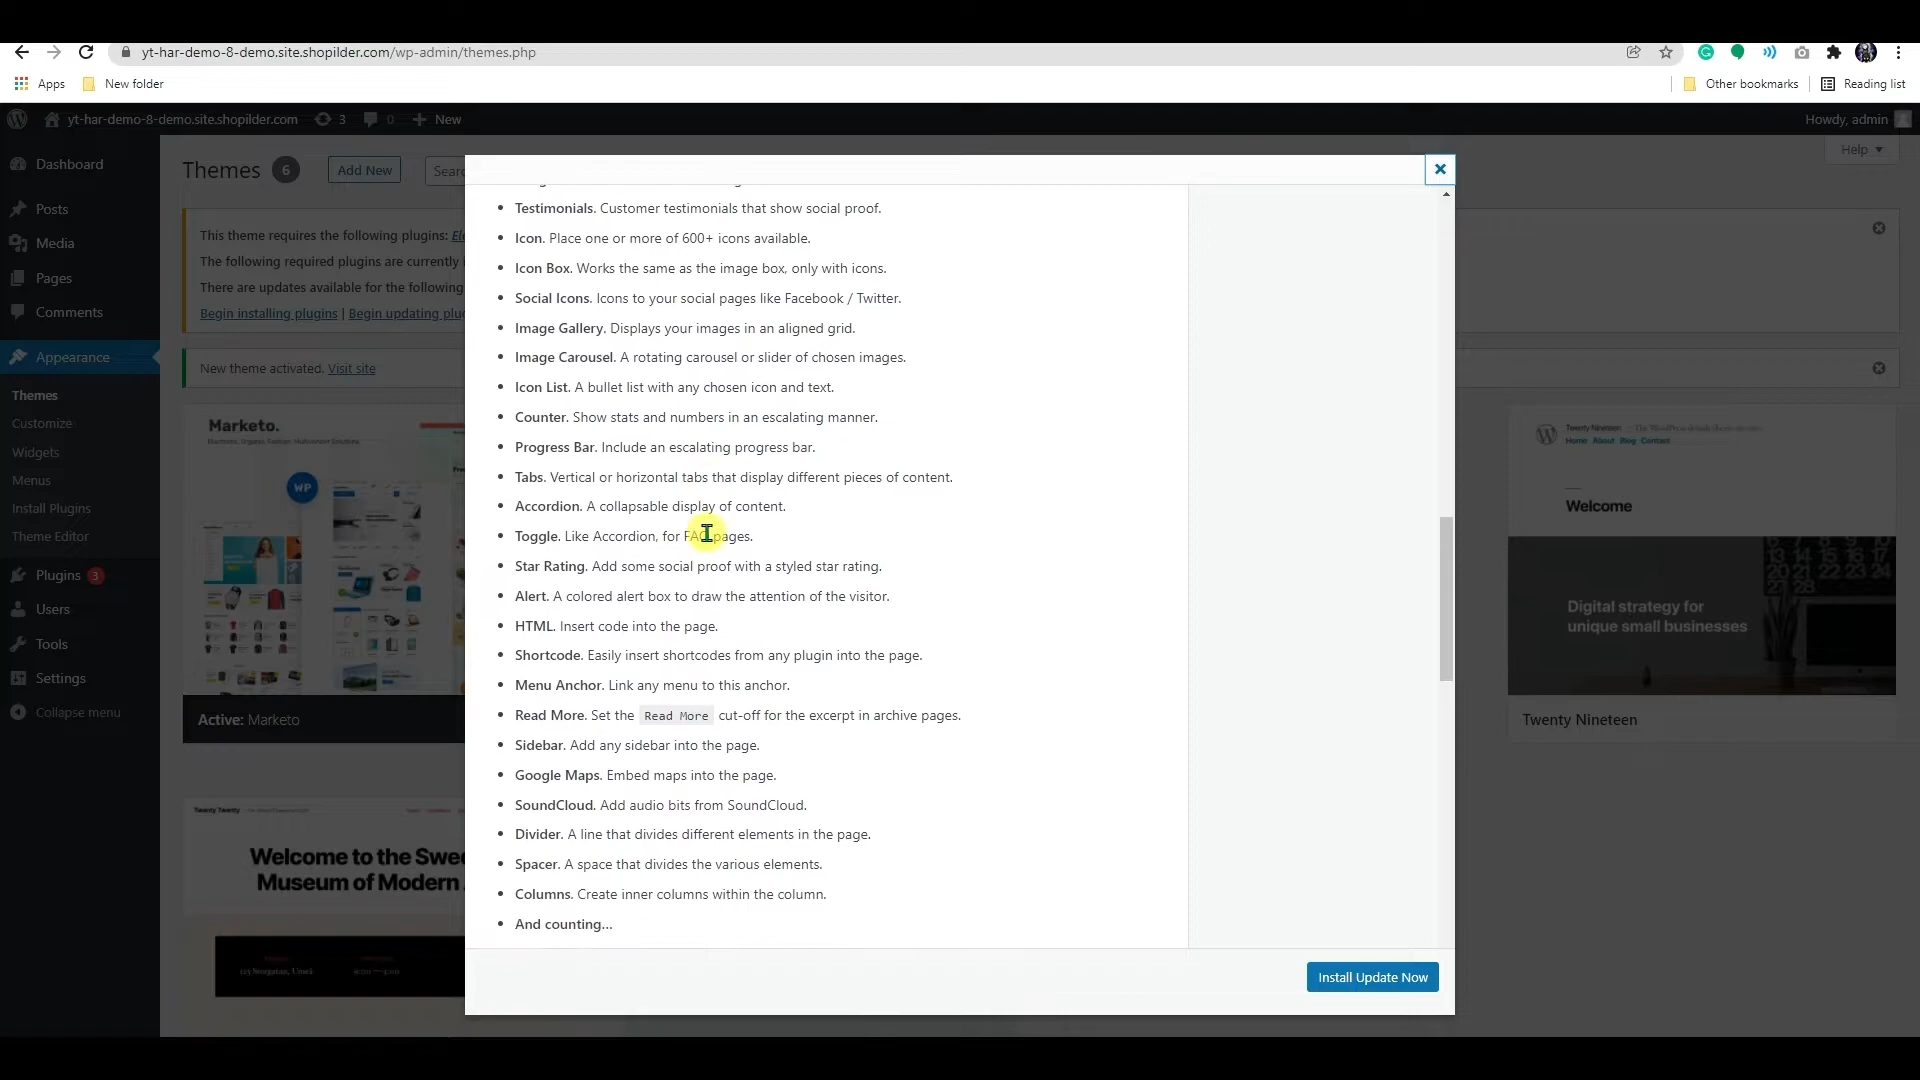 yt-har-demo-8-demo.site.shopilder.com/wp-admin/themes.php
Apps
New folder
Other bookmarks
Reading list
yt-har-demo-8-demo.site.shopilder.com
3
0
New
Howdy, admin
Dashboard
Posts
Media
Pages
Comments
Appearance
Themes
Customize
Widgets
Menus
Install Plugins
Theme Editor
Plugins 3
Users
Tools
Settings
Collapse menu
Themes 6
Add New
Sear
Help
This theme requires the following plugins: Ele
The following required plugins are currently i
There are updates available for the following
Begin installing plugins | Begin updating plug
New theme activated. Visit site
Marketo.
WP
Active: Marketo
Twenty Twenty
Welcome to the Swe
Museum of Modern
Testimonials. Customer testimonials that show social proof.
Icon. Place one or more of 600+ icons available.
Icon Box. Works the same as the image box, only with icons.
Social Icons. Icons to your social pages like Facebook / Twitter.
Image Gallery. Displays your images in an aligned grid.
Image Carousel. A rotating carousel or slider of chosen images.
Icon List. A bullet list with any chosen icon and text.
Counter. Show stats and numbers in an escalating manner.
Progress Bar. Include an escalating progress bar.
Tabs. Vertical or horizontal tabs that display different pieces of content.
Accordion. A collapsable display of content.
Toggle. Like Accordion, for FAQ pages.
Star Rating. Add some social proof with a styled star rating.
Alert. A colored alert box to draw the attention of the visitor.
HTML. Insert code into the page.
Shortcode. Easily insert shortcodes from any plugin into the page.
Menu Anchor. Link any menu to this anchor.
Read More. Set the Read More cut-off for the excerpt in archive pages.
Sidebar. Add any sidebar into the page.
Google Maps. Embed maps into the page.
SoundCloud. Add audio bits from SoundCloud.
Divider. A line that divides different elements in the page.
Spacer. A space that divides the various elements.
Columns. Create inner columns within the column.
And counting...
Install Update Now
Twenty Nineteen
Home About Blog Contact
Welcome
Digital strategy for
unique small businesses
Twenty Nineteen